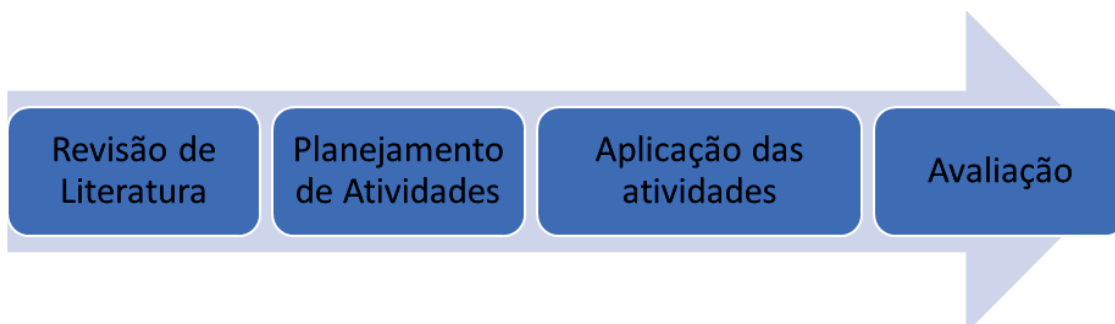 Revisão de
Literatura
Planejamento
de Atividades
Aplicação das
atividades
Avaliação